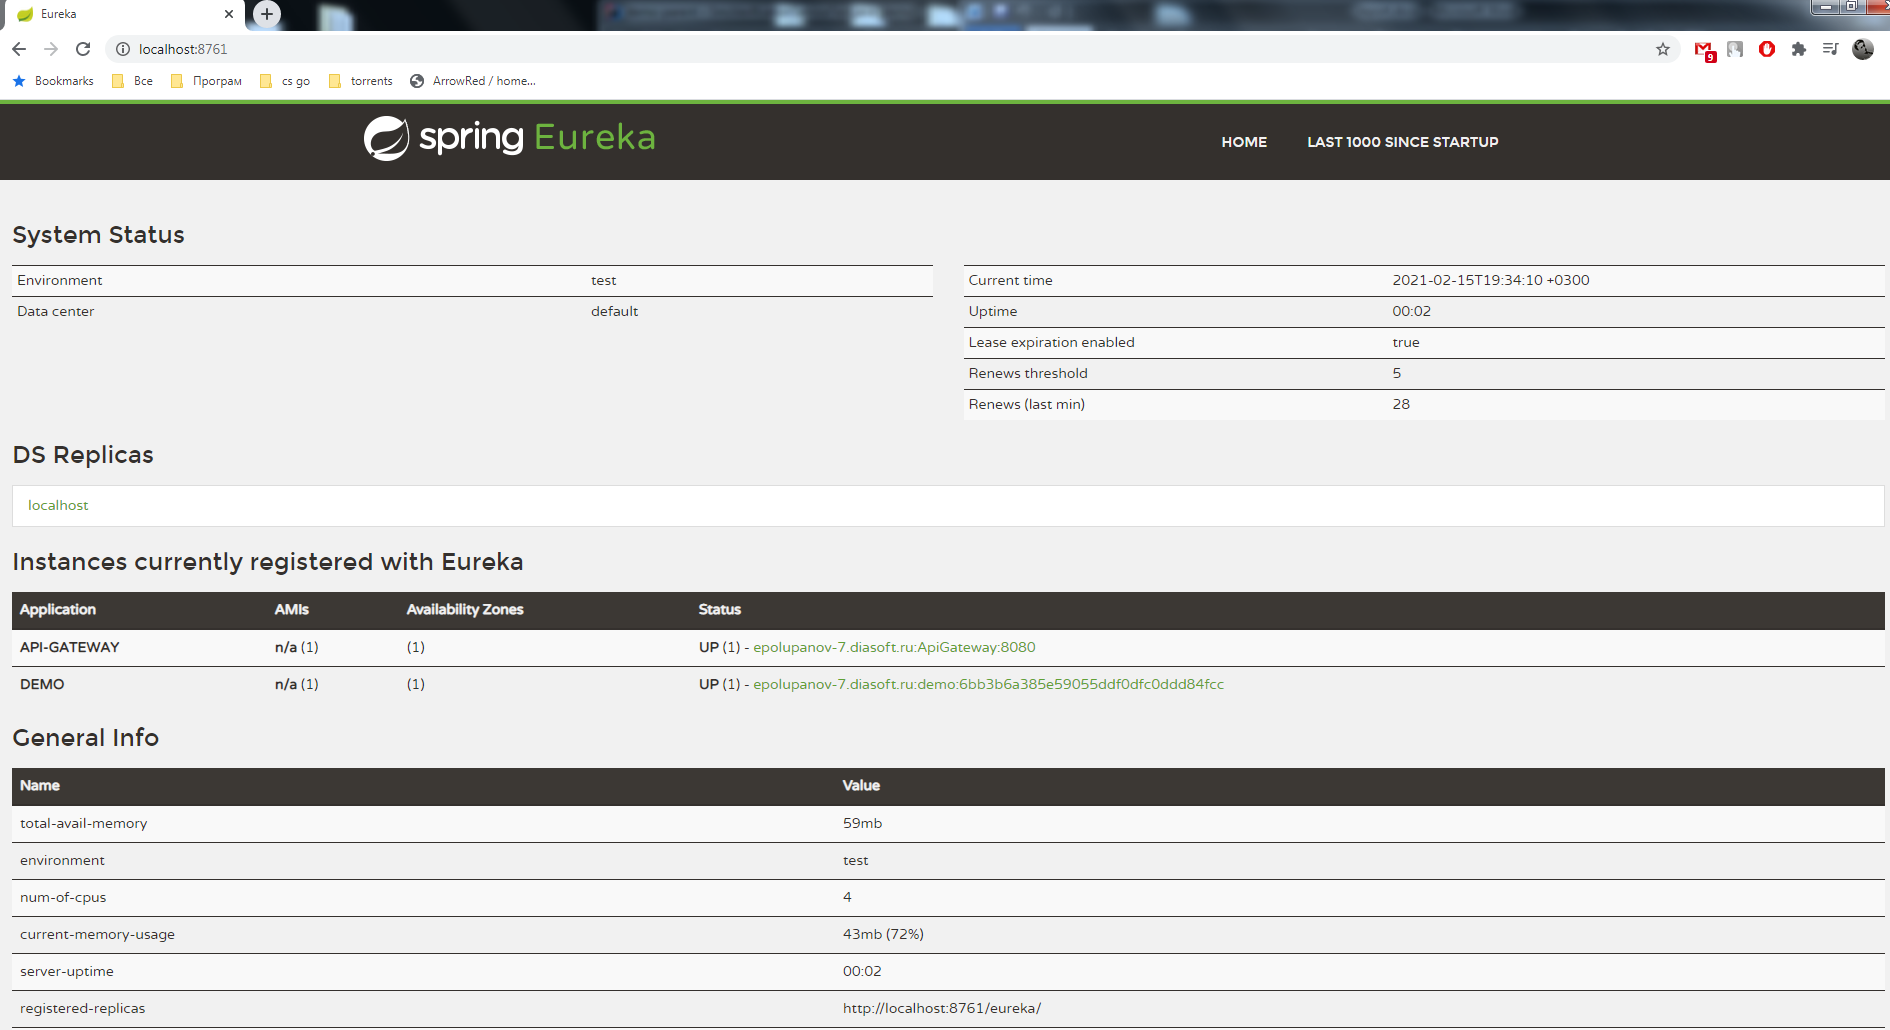 Eureka
localhost:8761
9
Bookmarks Все Програм cs go torrents ArrowRed / home...
spring Eureka HOME LAST 1000 SINCE STARTUP
System Status
Environment test
Data center default
Current time 2021-02-15T19:34:10 +0300
Uptime 00:02
Lease expiration enabled true
Renews threshold 5
Renews (last min) 28
DS Replicas
localhost
Instances currently registered with Eureka
Application AMIs Availability Zones Status
API-GATEWAY n/a (1) (1) UP (1) - epolupanov-7.diasoft.ru:ApiGateway:8080
DEMO n/a (1) (1) UP (1) - epolupanov-7.diasoft.ru:demo:6bb3b6a385e59055ddf0dfc0ddd84fcc
General Info
Name Value
total-avail-memory 59mb
environment test
num-of-cpus 4
current-memory-usage 43mb (72%)
server-uptime 00:02
registered-replicas http://localhost:8761/eureka/